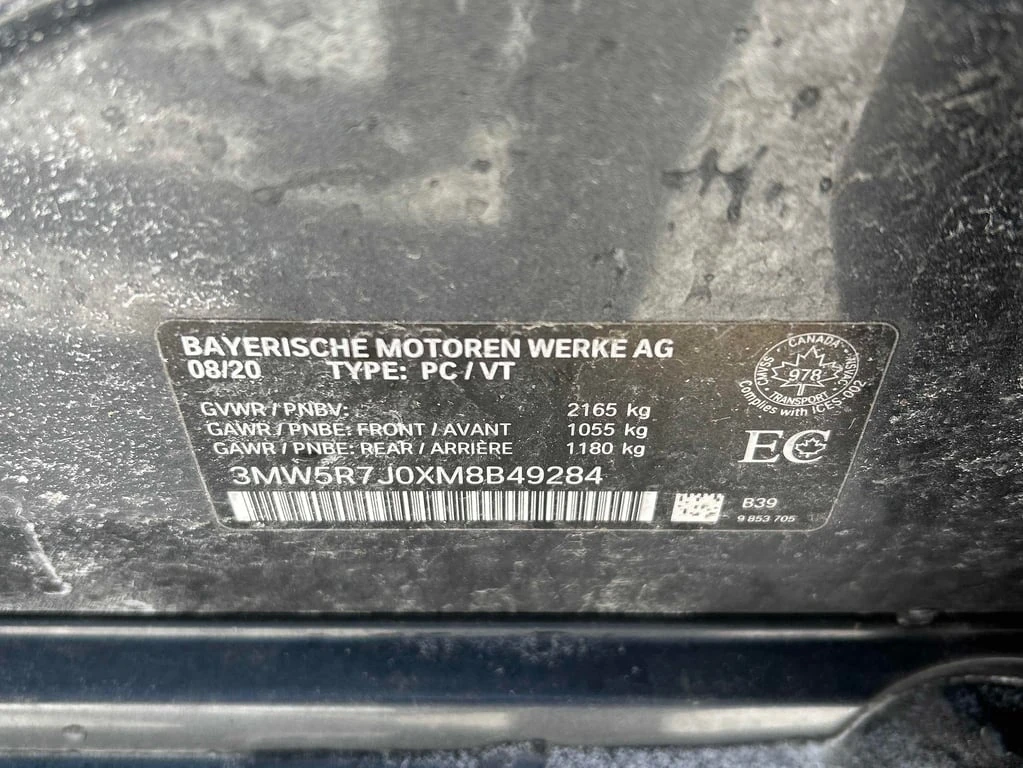 BAYERISCHE MOTOREN WERKE AG
08/20 TYPE: PC / VT
GVWR / PNBV: 2165 kg
GAWR / PNBE: FRONT / AVANT 1055 kg
GAWR / PNBE: REAR / ARRIÈRE 1180 kg
3MW5R7J0XM8B49284
CANADA
CMVSS · NSVAC
978
TRANSPORT
Complies with ICES-002
EC
B39
9 853 705